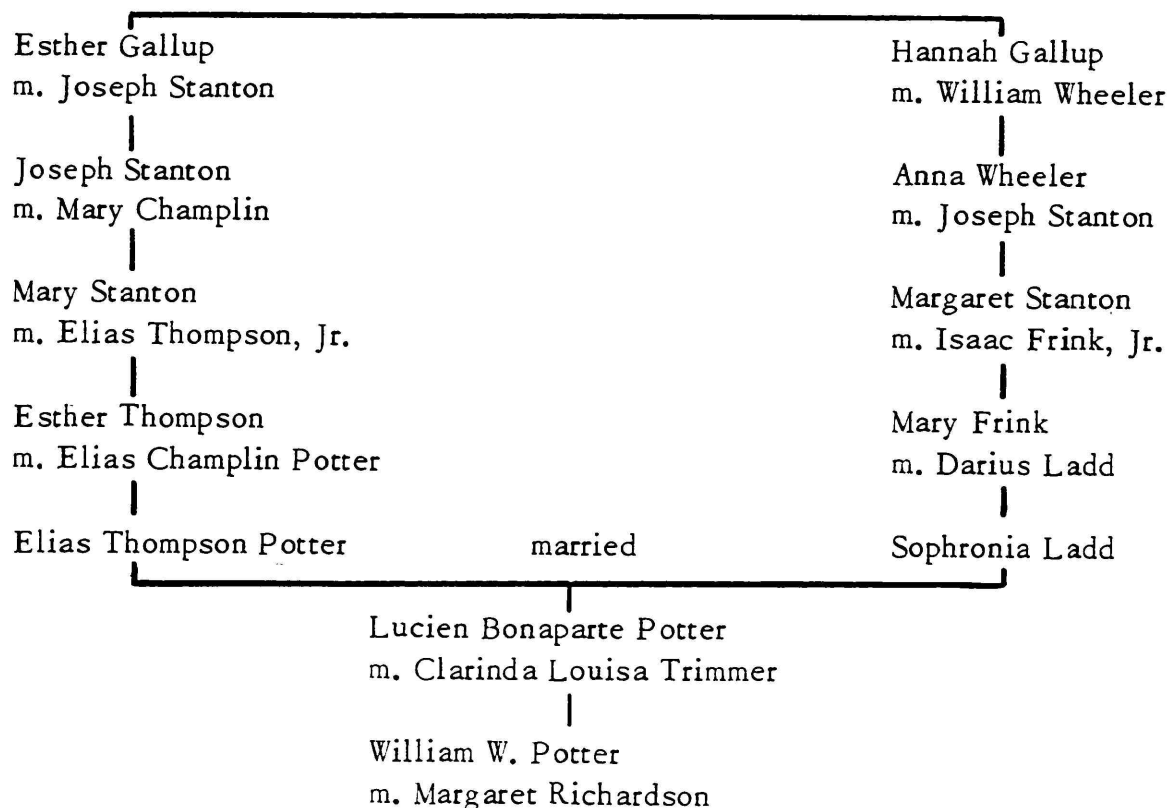 Esther Gallup
m. Joseph Stanton
Hannah Gallup
m. William Wheeler
Joseph Stanton
m. Mary Champlin
Anna Wheeler
m. Joseph Stanton
Mary Stanton
m. Elias Thompson, Jr.
Margaret Stanton
m. Isaac Frink, Jr.
Esther Thompson
m. Elias Champlin Potter
Mary Frink
m. Darius Ladd
Elias Thompson Potter married Sophronia Ladd
Lucien Bonaparte Potter
m. Clarinda Louisa Trimmer
William W. Potter
m. Margaret Richardson